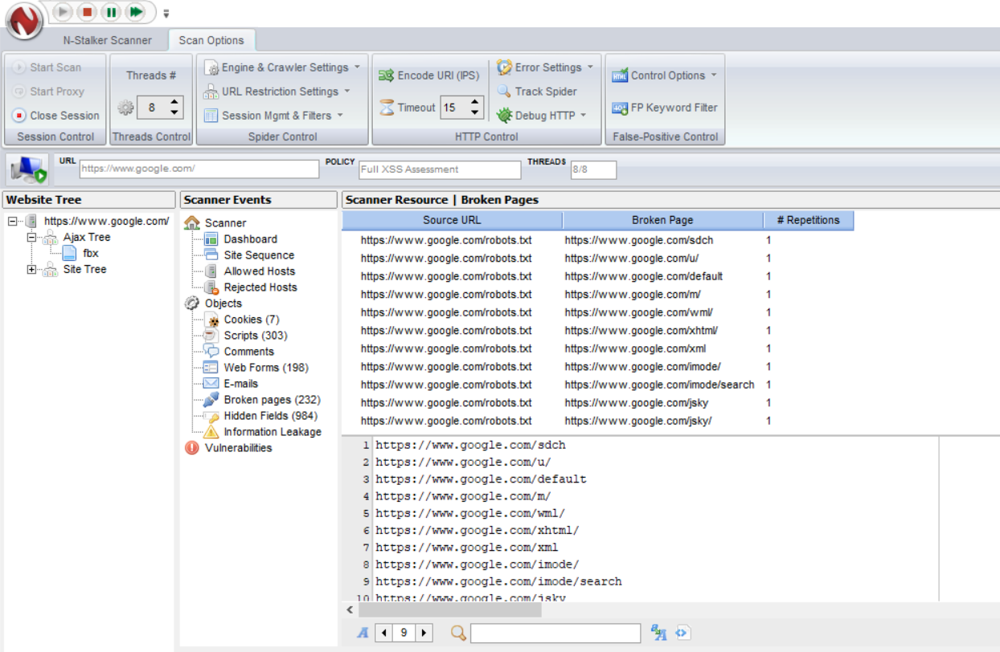 N-Stalker Scanner Scan Options
Start Scan
Start Proxy
Close Session
Session Control
Threads #
8
Threads Control
Engine & Crawler Settings
URL Restriction Settings
Session Mgmt & Filters
Spider Control
Encode URI (IPS)
Timeout 15
Error Settings
Track Spider
Debug HTTP
HTTP Control
Control Options
FP Keyword Filter
False-Positive Control
URL https://www.google.com/ POLICY Full XSS Assessment THREADS 8/8
Website Tree
https://www.google.com/
Ajax Tree
fbx
Site Tree
Scanner Events
Scanner
Dashboard
Site Sequence
Allowed Hosts
Rejected Hosts
Objects
Cookies (7)
Scripts (303)
Comments
Web Forms (198)
E-mails
Broken pages (232)
Hidden Fields (984)
Information Leakage
Vulnerabilities
Scanner Resource | Broken Pages
Source URL Broken Page # Repetitions
https://www.google.com/robots.txt https://www.google.com/sdch 1
https://www.google.com/robots.txt https://www.google.com/u/ 1
https://www.google.com/robots.txt https://www.google.com/default 1
https://www.google.com/robots.txt https://www.google.com/m/ 1
https://www.google.com/robots.txt https://www.google.com/wml/ 1
https://www.google.com/robots.txt https://www.google.com/xhtml/ 1
https://www.google.com/robots.txt https://www.google.com/xml 1
https://www.google.com/robots.txt https://www.google.com/imode/ 1
https://www.google.com/robots.txt https://www.google.com/imode/search 1
https://www.google.com/robots.txt https://www.google.com/jsky 1
https://www.google.com/robots.txt https://www.google.com/jsky/ 1
1 https://www.google.com/sdch
2 https://www.google.com/u/
3 https://www.google.com/default
4 https://www.google.com/m/
5 https://www.google.com/wml/
6 https://www.google.com/xhtml/
7 https://www.google.com/xml
8 https://www.google.com/imode/
9 https://www.google.com/imode/search
10 https://www.google.com/jsky
9